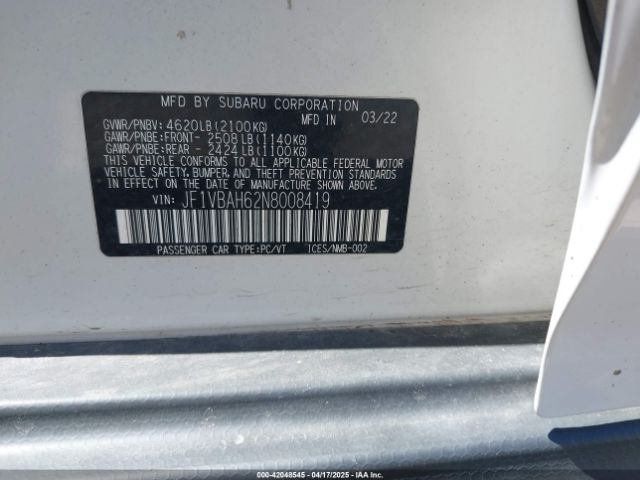 MFD BY SUBARU CORPORATION
GVWR/PNBV: 4620LB(2100KG) MFD IN 03/22
GAWR/PNBE:FRONT- 2508LB(1140KG)
GAWR/PNBE:REAR - 2424LB(1100KG)
THIS VEHICLE CONFORMS TO ALL APPLICABLE FEDERAL MOTOR
VEHICLE SAFETY, BUMPER, AND THEFT PREVENTION STANDARDS
IN EFFECT ON THE DATE OF MANUFACTURE SHOWN ABOVE.
VIN: JF1VBAH62N8008419
PASSENGER CAR TYPE:PC/VT ICES/NMB-002
000-42048545 - 04/17/2025 - IAA Inc.